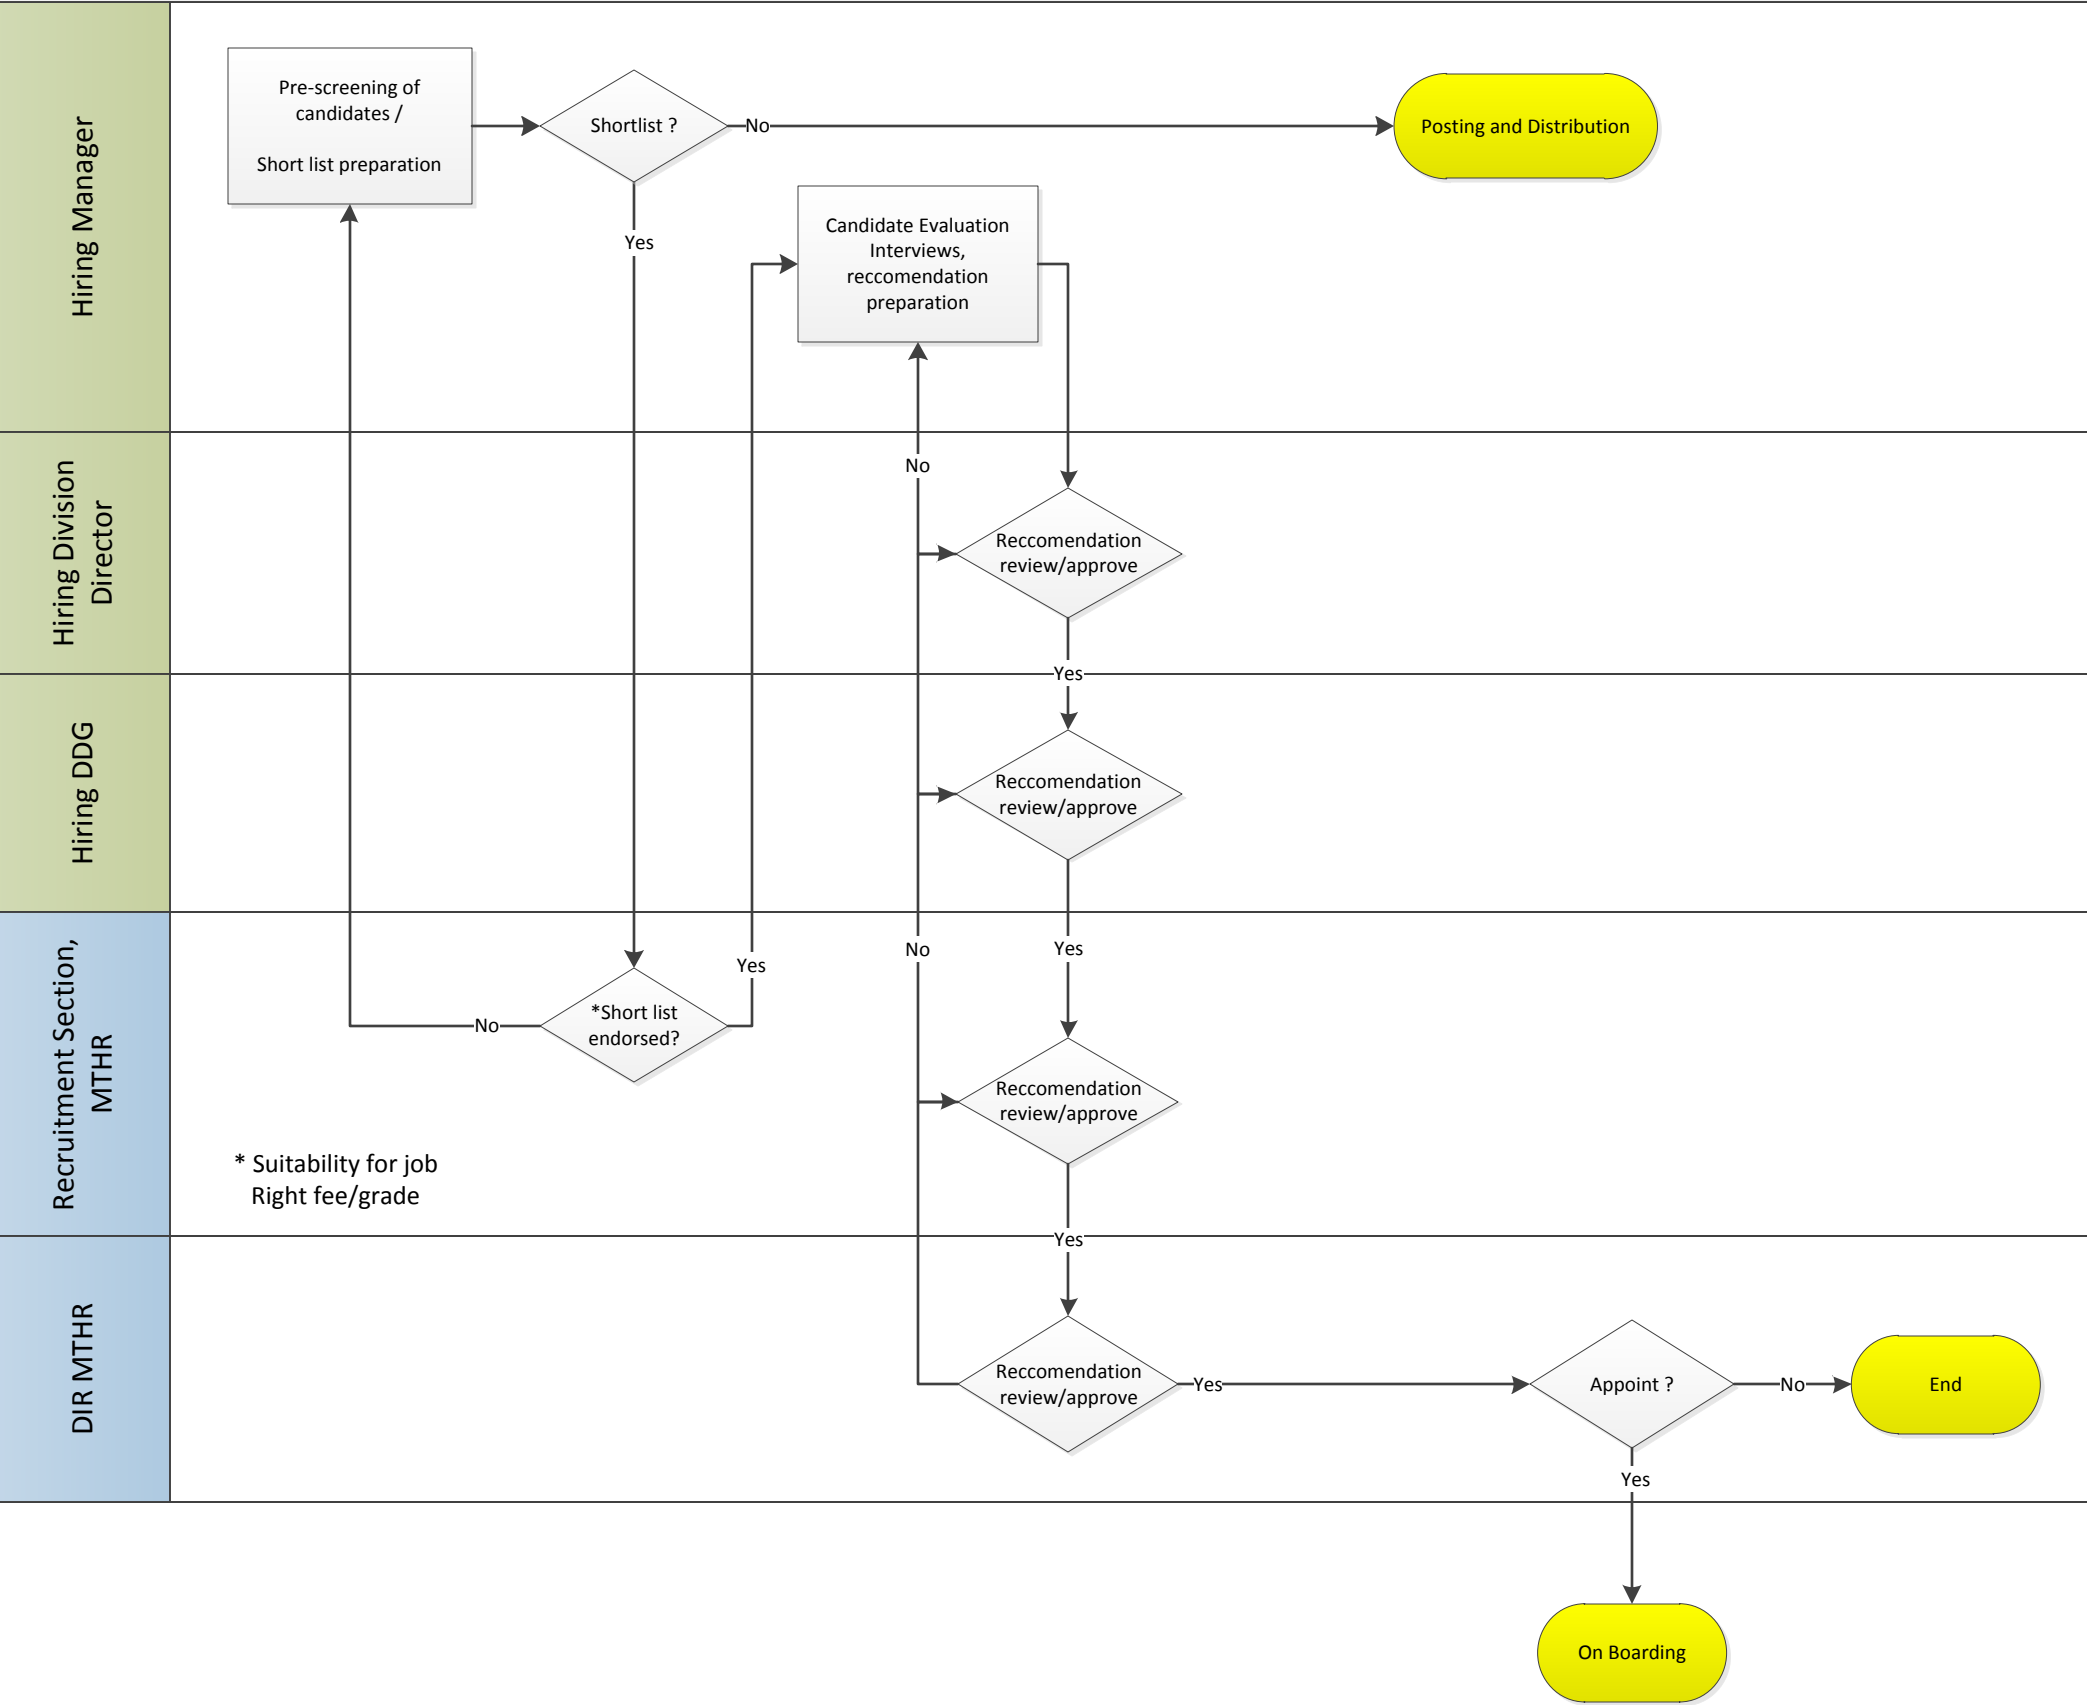 Hiring Manager
Pre-screening of
candidates /
Short list preparation
Shortlist ?
No
Posting and Distribution
Yes
Candidate Evaluation
Interviews,
reccomendation
preparation
Hiring Division
Director
No
Reccomendation
review/approve
Yes
Hiring DDG
Reccomendation
review/approve
Recruitment Section,
MTHR
No
Yes
Yes
*Short list
endorsed?
No
Reccomendation
review/approve
* Suitability for job
Right fee/grade
Yes
DIR MTHR
Reccomendation
review/approve
Yes
Appoint ?
No
End
Yes
On Boarding